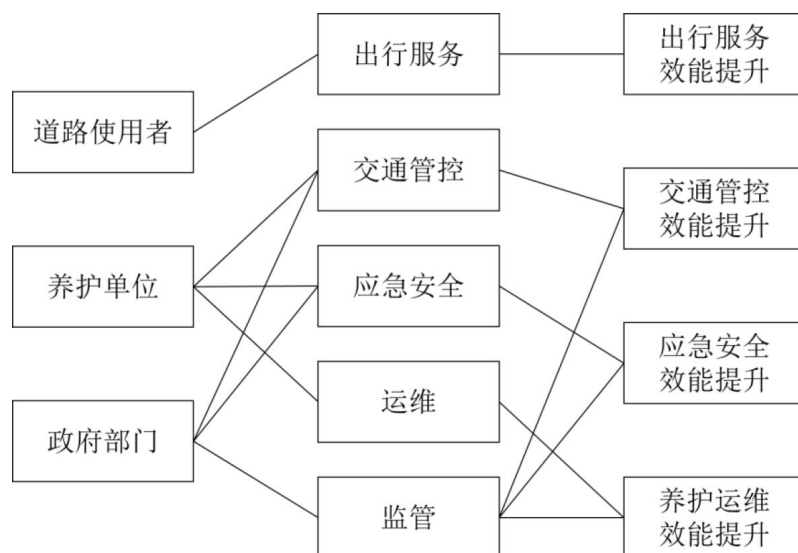 道路使用者
养护单位
政府部门
出行服务
交通管控
应急安全
运维
监管
出行服务
效能提升
交通管控
效能提升
应急安全
效能提升
养护运维
效能提升